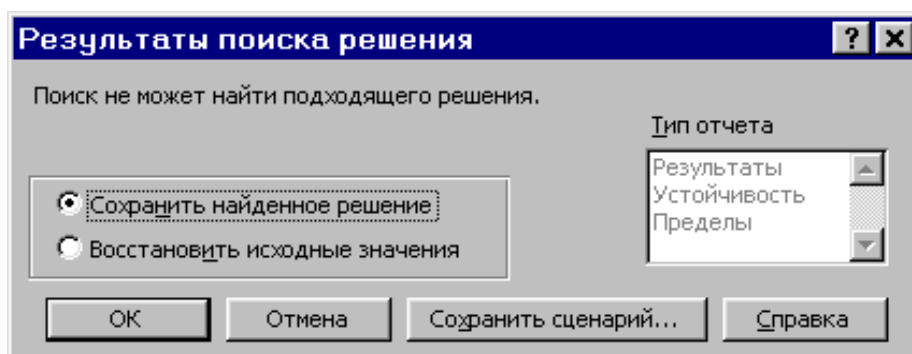 Результаты поиска решения
? ×
Поиск не может найти подходящего решения.
Тип отчета
Результаты
Устойчивость
Пределы
Сохранить найденное решение
Восстановить исходные значения
ОК
Отмена
Сохранить сценарий...
Справка